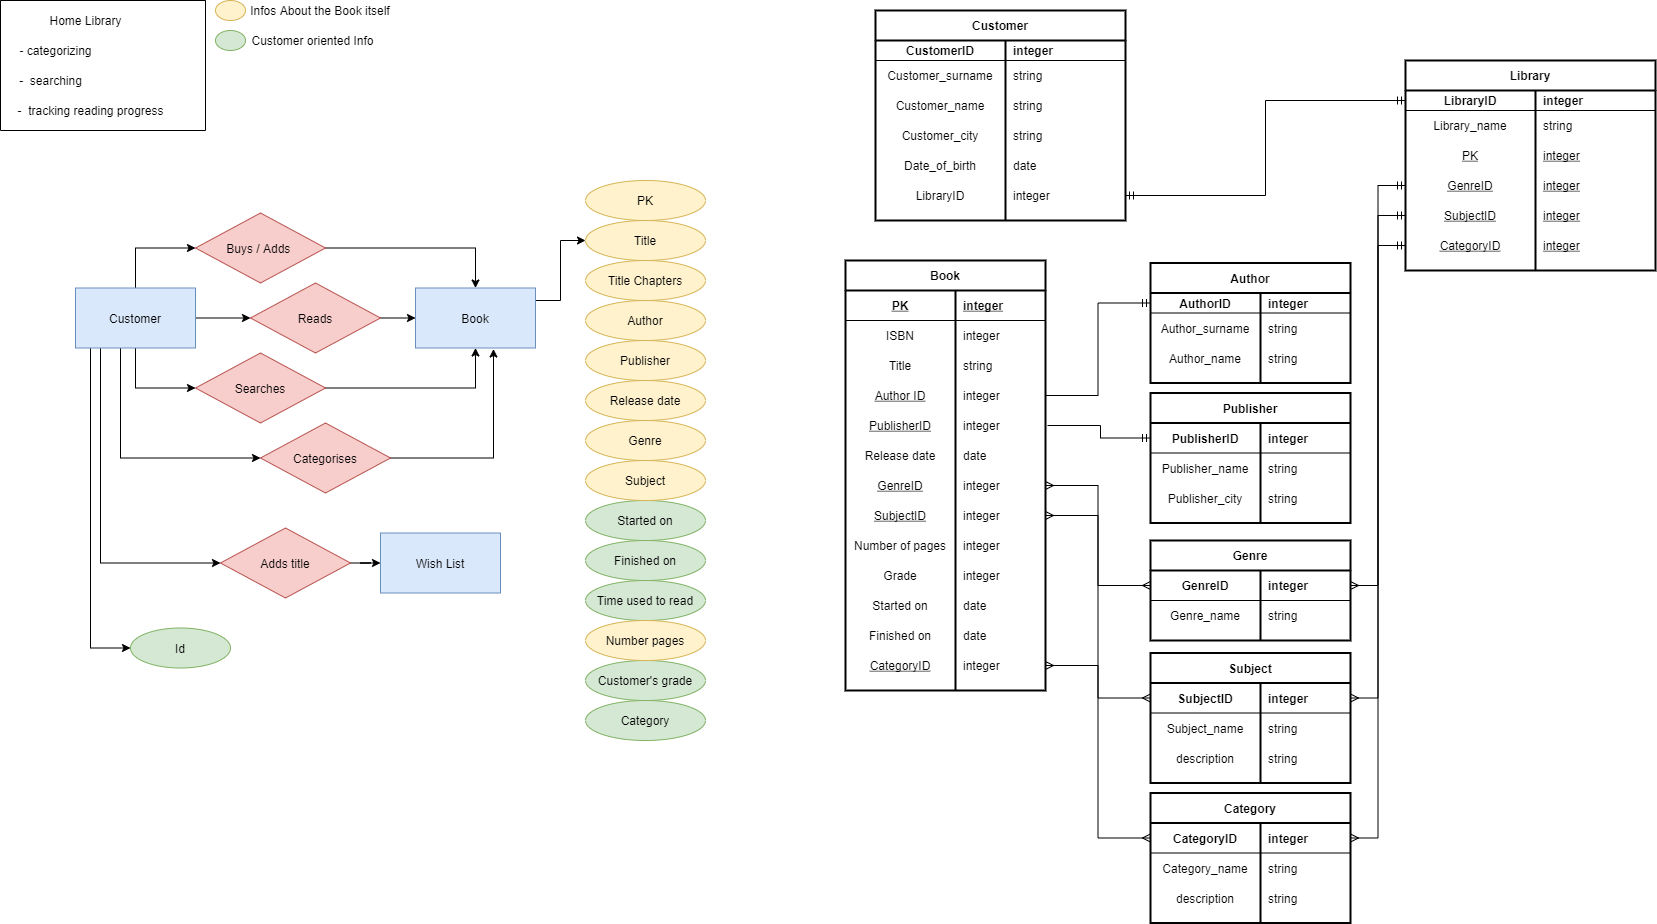 Home Library
- categorizing
- searching
- tracking reading progress
Infos About the Book itself
Customer oriented Info
Customer
Buys / Adds
Reads
Searches
Categorises
Adds title
Book
Wish List
Id
PK
Title
Title Chapters
Author
Publisher
Release date
Genre
Subject
Started on
Finished on
Time used to read
Number pages
Customer's grade
Category
Customer
CustomerID integer
Customer_surname string
Customer_name string
Customer_city string
Date_of_birth date
LibraryID integer
Library
LibraryID integer
Library_name string
PK integer
GenreID integer
SubjectID integer
CategoryID integer
Book
PK integer
ISBN integer
Title string
Author ID integer
PublisherID integer
Release date date
GenreID integer
SubjectID integer
Number of pages integer
Grade integer
Started on date
Finished on date
CategoryID integer
Author
AuthorID integer
Author_surname string
Author_name string
Publisher
PublisherID integer
Publisher_name string
Publisher_city string
Genre
GenreID integer
Genre_name string
Subject
SubjectID integer
Subject_name string
description string
Category
CategoryID integer
Category_name string
description string